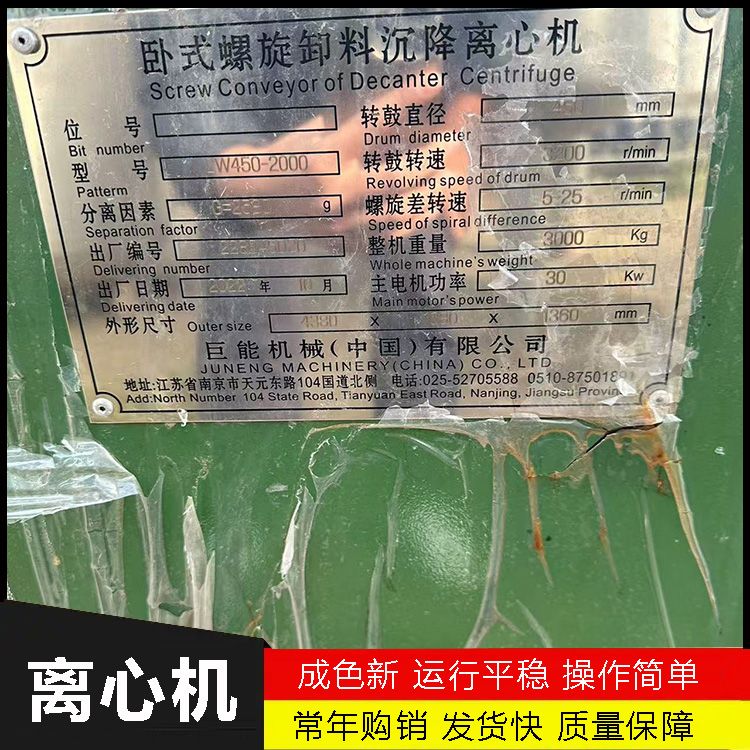 卧式螺旋卸料沉降离心机
Screw Conveyor of Decanter Centrifuge
位 号
Bit number
转鼓直径 450 mm
Drum diameter
型 号 W450-2000
Patterm
转鼓转速 3200 r/min
Revolving speed of drum
分离因素 g
Separation factor
螺旋差转速 5-25 r/min
Speed of spiral difference
出厂编号
Delivering number
整机重量 3000 Kg
Whole machine's weight
出厂日期 2022 年 月
Delivering date
主电机功率 30 Kw
Main motor's power
外形尺寸 Outer size 4380 X X 1360 mm
巨能机械(中国)有限公司
JUNENG MACHINERY(CHINA) CO., LTD
地址:江苏省南京市天元东路104国道北侧 电话:025-52705588 0510-87501891
Add:North Number 104 State Road, Tianyuan East Road, Nanjing, Jiangsu Province
离心机
成色新 运行平稳 操作简单
常年购销 发货快 质量保障